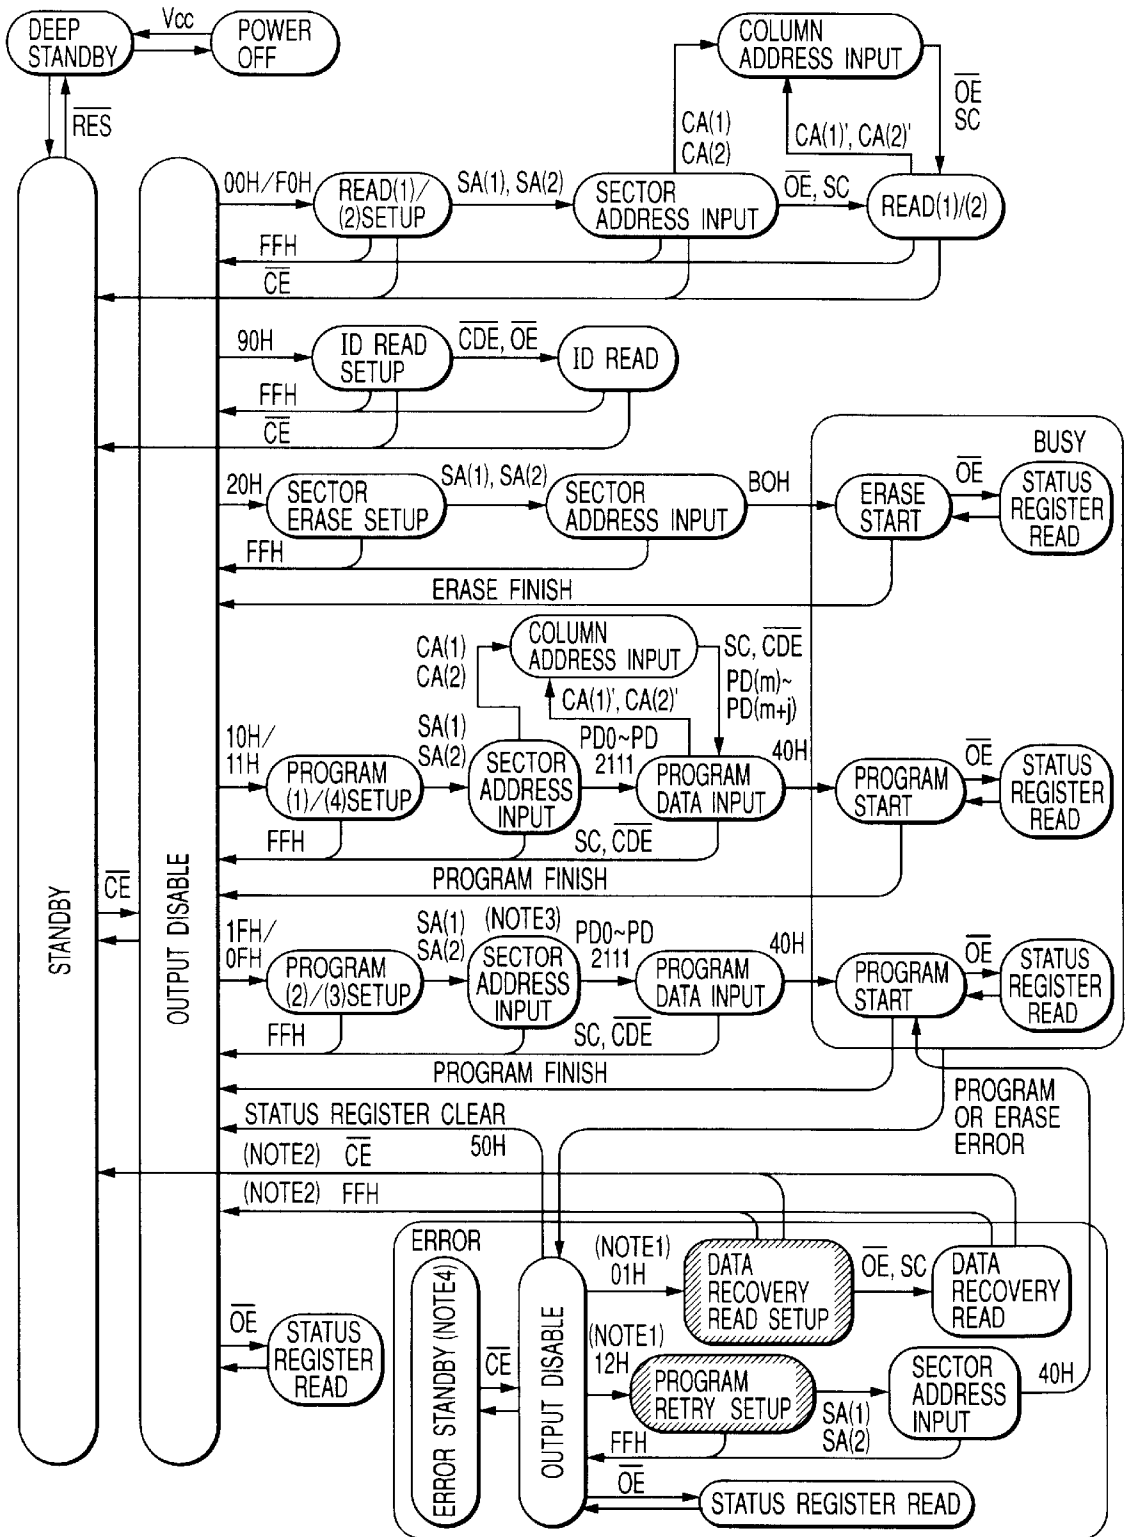 DEEP
STANDBY
Vcc
POWER
OFF
RES
COLUMN
ADDRESS INPUT
OE
SC
CA(1)
CA(2)
CA(1)', CA(2)'
00H/F0H
READ(1)/
(2)SETUP
SA(1), SA(2)
SECTOR
ADDRESS INPUT
OE, SC
READ(1)/(2)
FFH
CE
90H
ID READ
SETUP
CDE, OE
ID READ
FFH
CE
BUSY
20H
SECTOR
ERASE SETUP
SA(1), SA(2)
SECTOR
ADDRESS INPUT
BOH
ERASE
START
OE
STATUS
REGISTER
READ
FFH
ERASE FINISH
CA(1)
CA(2)
COLUMN
ADDRESS INPUT
SC, CDE
PD(m)~
PD(m+j)
CA(1)', CA(2)'
10H/
11H
PROGRAM
(1)/(4)SETUP
SA(1)
SA(2)
SECTOR
ADDRESS
INPUT
PD0~PD
2111
PROGRAM
DATA INPUT
40H
PROGRAM
START
OE
STATUS
REGISTER
READ
FFH
SC, CDE
PROGRAM FINISH
STANDBY
CE
OUTPUT DISABLE
1FH/
0FH
PROGRAM
(2)/(3)SETUP
SA(1)
SA(2)
(NOTE3)
SECTOR
ADDRESS
INPUT
PD0~PD
2111
PROGRAM
DATA INPUT
40H
PROGRAM
START
OE
STATUS
REGISTER
READ
FFH
SC, CDE
PROGRAM FINISH
PROGRAM
OR ERASE
ERROR
STATUS REGISTER CLEAR
50H
(NOTE2) CE
(NOTE2) FFH
ERROR
ERROR STANDBY (NOTE4)
CE
OUTPUT DISABLE
(NOTE1)
01H
DATA
RECOVERY
READ SETUP
OE, SC
DATA
RECOVERY
READ
OE
STATUS
REGISTER
READ
(NOTE1)
12H
PROGRAM
RETRY SETUP
SA(1)
SA(2)
SECTOR
ADDRESS
INPUT
40H
FFH
OE
STATUS REGISTER READ